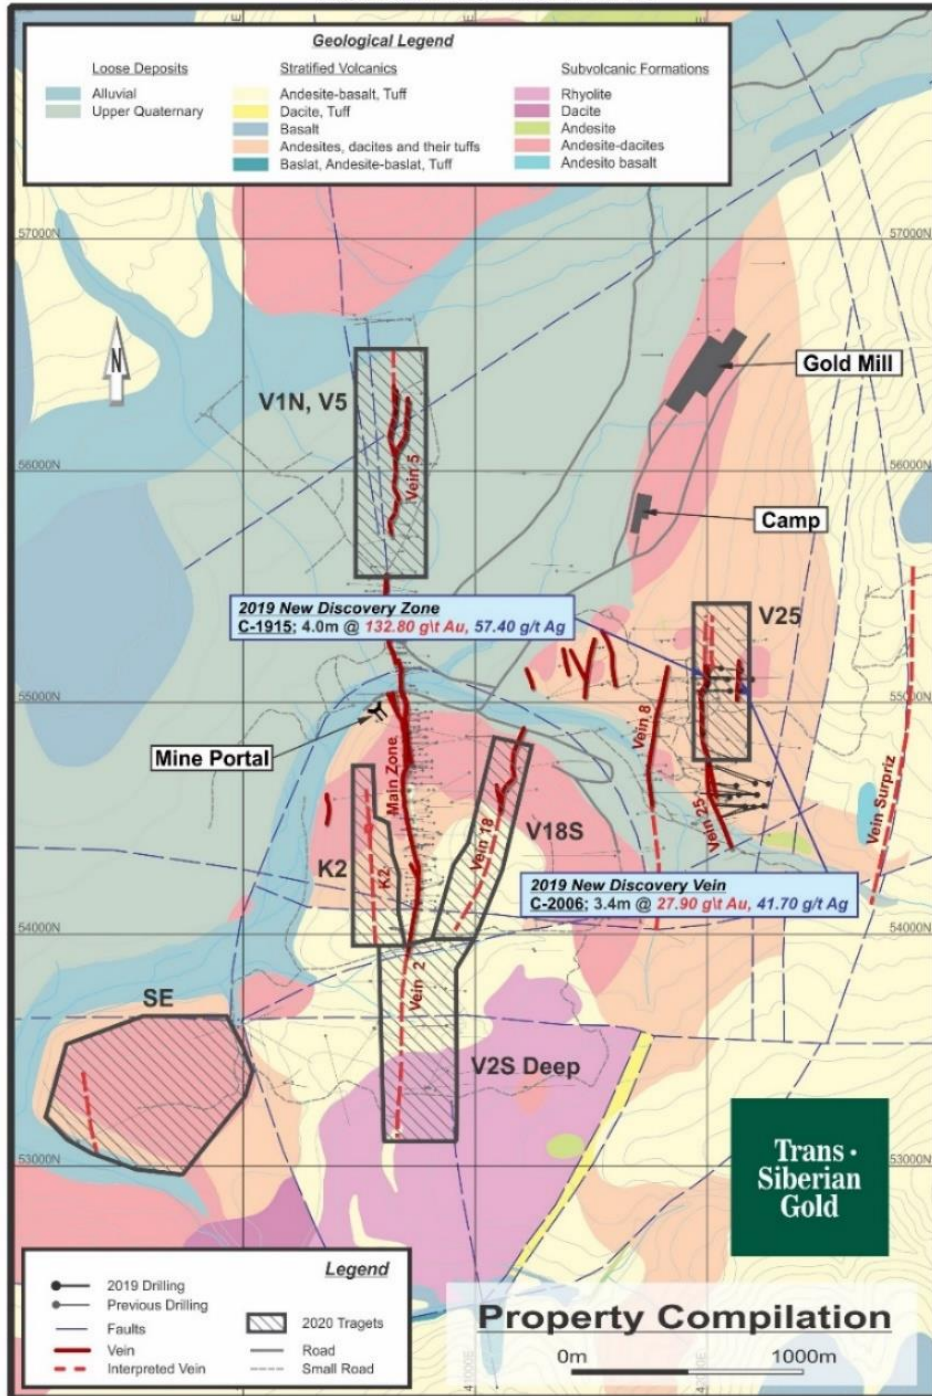 Geological Legend
Loose Deposits
Alluvial
Upper Quaternary
Stratified Volcanics
Andesite-basalt, Tuff
Dacite, Tuff
Basalt
Andesites, dacites and their tuffs
Baslat, Andesite-baslat, Tuff
Subvolcanic Formations
Rhyolite
Dacite
Andesite
Andesite-dacites
Andesito basalt
57000N
57000N
N
Gold Mill
V1N, V5
56000N
56000N
Vein 5
Camp
2019 New Discovery Zone
C-1915; 4.0m @ 132.80 g\t Au, 57.40 g/t Ag
V25
55000N
55000N
Vein 8
Mine Portal
Main Zone
Vein 25
Vein Surpriz
Vein 18
V18S
K2
K2
2019 New Discovery Vein
C-2006; 3.4m @ 27.90 g\t Au, 41.70 g/t Ag
54000N
54000N
Vein 2
SE
V2S Deep
53000N
53000N
Trans •
Siberian
Gold
Legend
2019 Drilling
Previous Drilling
Faults
Vein
Interpreted Vein
2020 Tragets
Road
Small Road
41000E
42000E
Property Compilation
0m
1000m